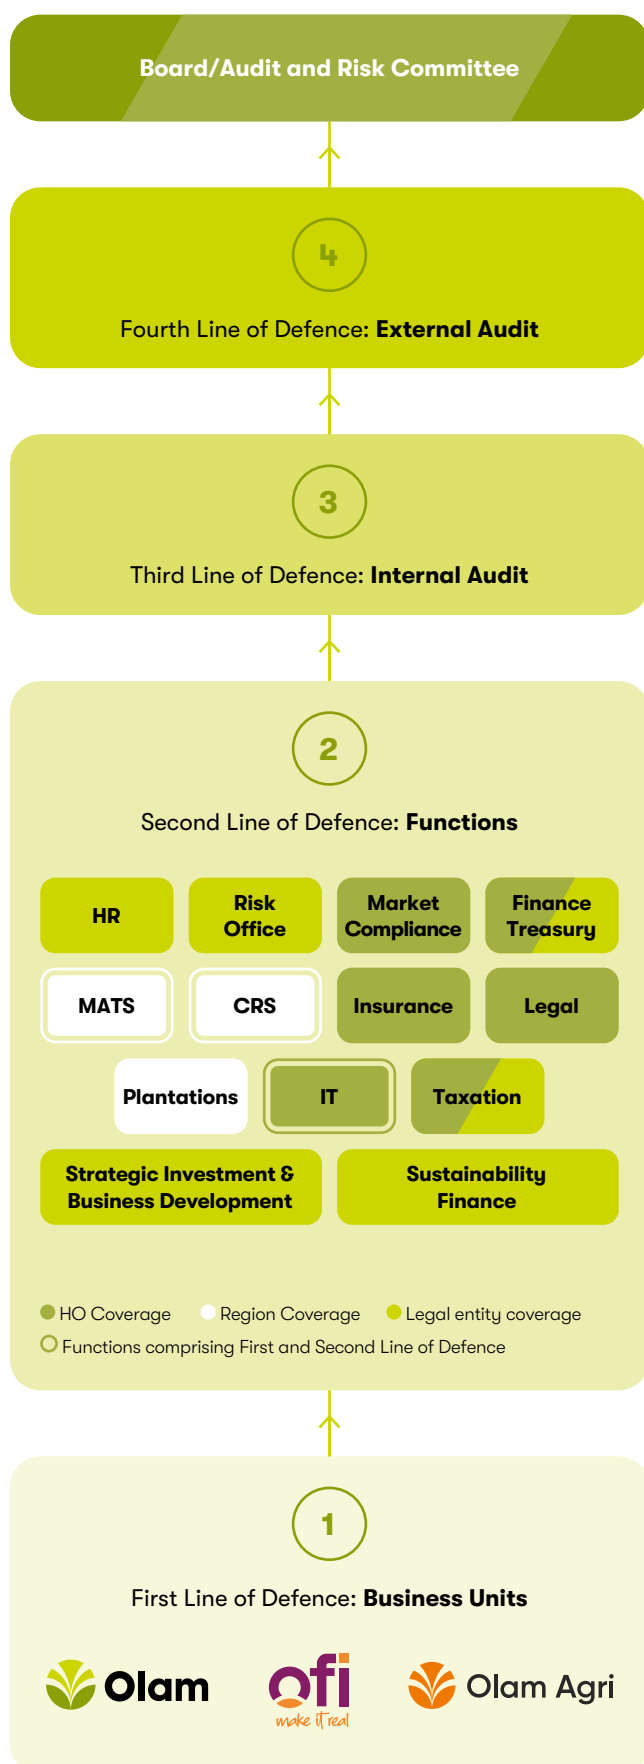 Board/Audit and Risk Committee
4
Fourth Line of Defence: External Audit
3
Third Line of Defence: Internal Audit
2
Second Line of Defence: Functions
HR
Risk
Office
Market
Compliance
Finance
Treasury
MATS
CRS
Insurance
Legal
Plantations
IT
Taxation
Strategic Investment &
Business Development
Sustainability
Finance
HO Coverage
Region Coverage
Legal entity coverage
Functions comprising First and Second Line of Defence
1
First Line of Defence: Business Units
Olam
ofi
make it real
Olam Agri